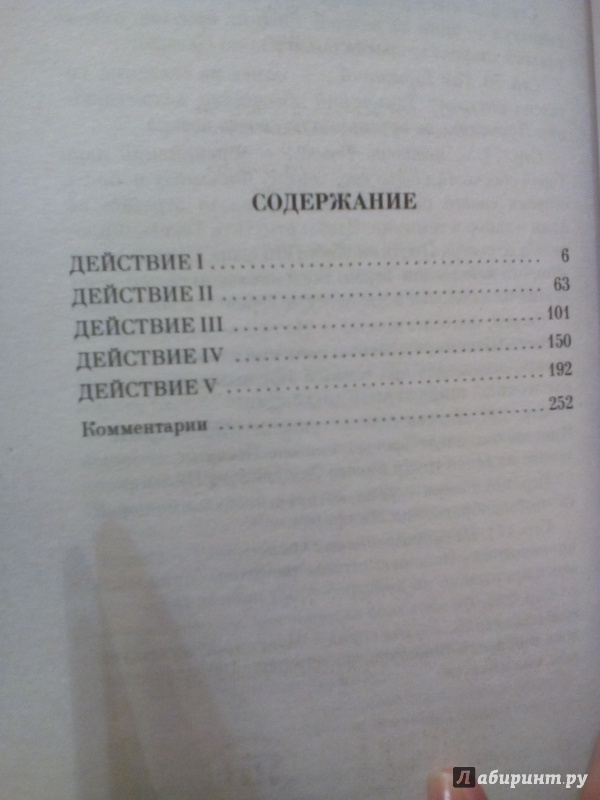 СОДЕРЖАНИЕ
ДЕЙСТВИЕ I .............................. 6
ДЕЙСТВИЕ II .............................. 63
ДЕЙСТВИЕ III .............................. 101
ДЕЙСТВИЕ IV .............................. 150
ДЕЙСТВИЕ V .............................. 192
Комментарии .............................. 252
Лабиринт.ру